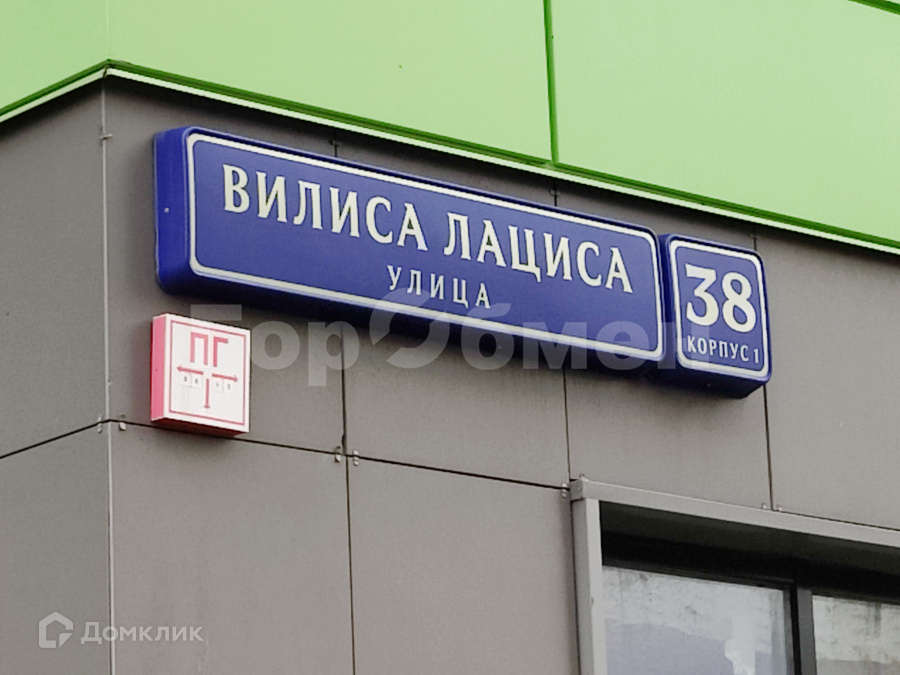 ВИЛИСА ЛАЦИСА
УЛИЦА
38
КОРПУС 1
ПГ
ГорОбмен
Домклик